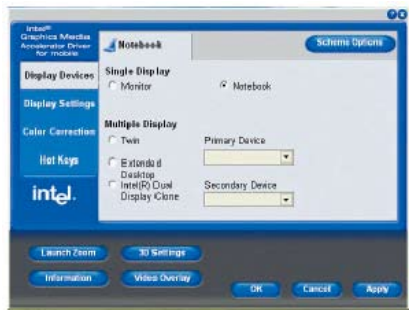 Intel®
Graphics Media
Accelerator Driver
for mobile
Notebook
Scheme Options
Display Devices
Display Settings
Color Correction
Hot Keys
intel.
Single Display
Monitor
Notebook
Multiple Display
Twin
Primary Device
Extended
Desktop
Intel(R) Dual
Display Clone
Secondary Device
Launch Zoom
3D Settings
Information
Video Overlay
OK
Cancel
Apply